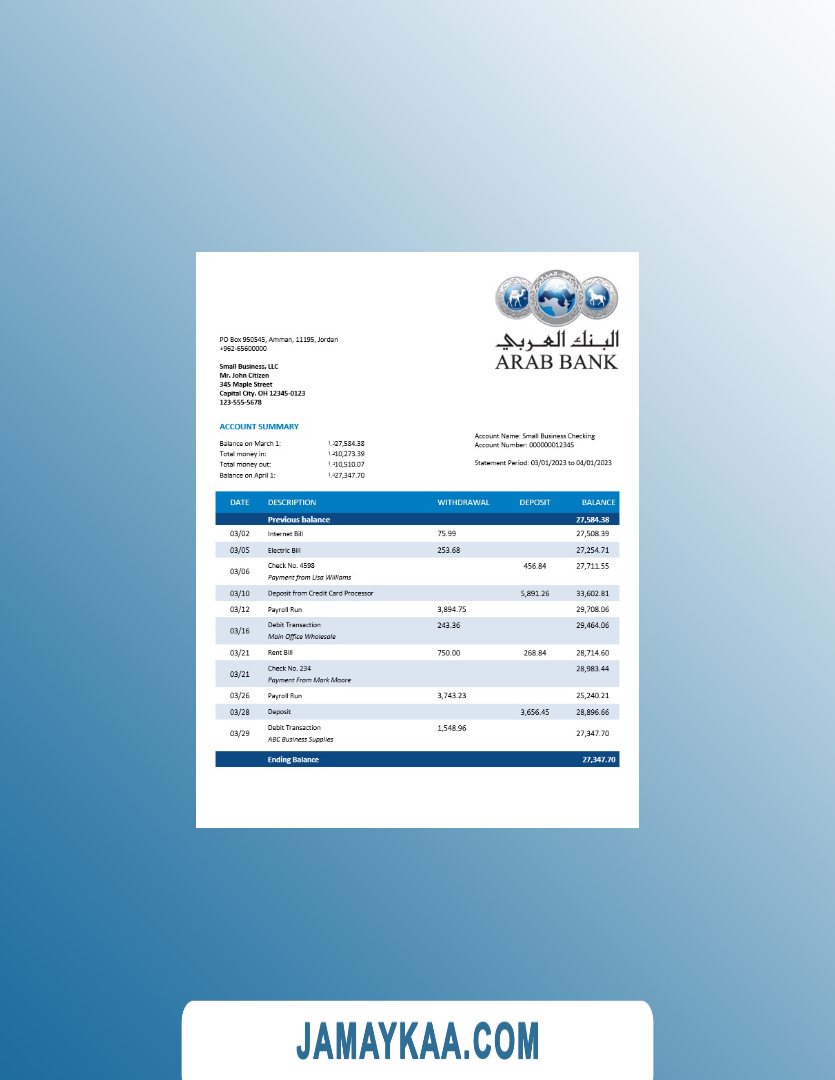 البنك العربي
ARAB BANK
PO Box 950545, Amman, 11195, Jordan
+962-65600000
Small Business, LLC
Mr. John Citizen
345 Maple Street
Capital City, OH 12345-0123
123-555-5678
ACCOUNT SUMMARY
Balance on March 1: د.ا27,584.38
Total money in: د.ا10,273.39
Total money out: د.ا10,510.07
Balance on April 1: د.ا27,347.70
Account Name: Small Business Checking
Account Number: 000000012345
Statement Period: 03/01/2023 to 04/01/2023
DATE DESCRIPTION WITHDRAWAL DEPOSIT BALANCE
Previous balance 27,584.38
03/02 Internet Bill 75.99 27,508.39
03/05 Electric Bill 253.68 27,254.71
03/06 Check No. 4598 456.84 27,711.55
Payment from Lisa Williams
03/10 Deposit from Credit Card Processor 5,891.26 33,602.81
03/12 Payroll Run 3,894.75 29,708.06
03/16 Debit Transaction 243.36 29,464.06
Main Office Wholesale
03/21 Rent Bill 750.00 268.84 28,714.60
03/21 Check No. 234 28,983.44
Payment From Mark Moore
03/26 Payroll Run 3,743.23 25,240.21
03/28 Deposit 3,656.45 28,896.66
03/29 Debit Transaction 1,548.96 27,347.70
ABC Business Supplies
Ending Balance 27,347.70
JAMAYKAA.COM